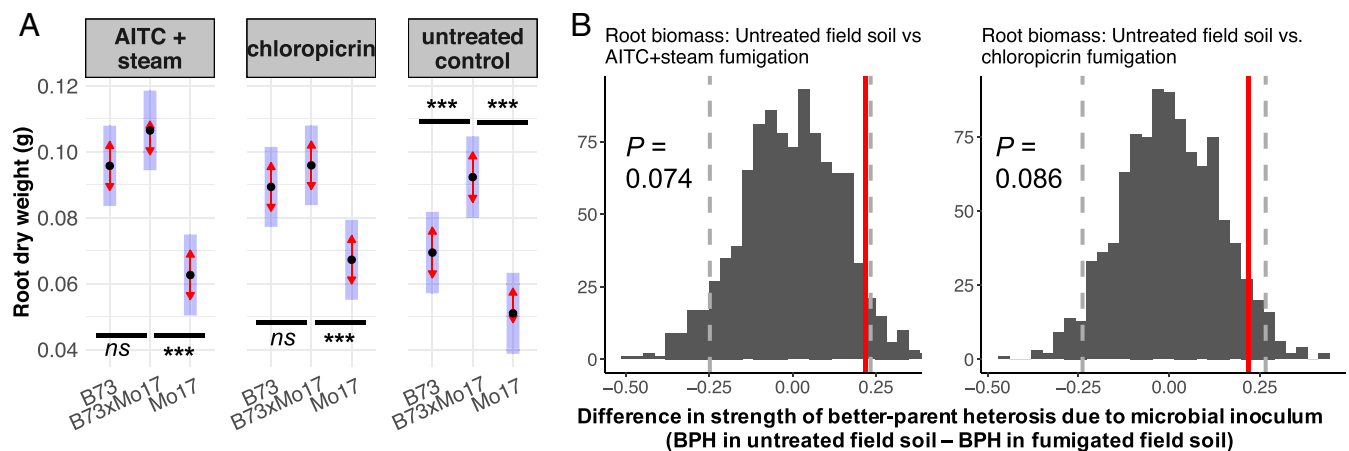 A
AITC +
steam
chloropicrin
untreated
control
Root dry weight (g)
0.12
0.10
0.08
0.06
0.04
ns
***
ns
***
***
***
B73
B73xMo17
Mo17
B73
B73xMo17
Mo17
B73
B73xMo17
Mo17
B
Root biomass: Untreated field soil vs
AITC+steam fumigation
P =
0.074
75
50
25
0
−0.50
−0.25
0.00
0.25
Root biomass: Untreated field soil vs.
chloropicrin fumigation
P =
0.086
75
50
25
0
−0.50
−0.25
0.00
0.25
Difference in strength of better-parent heterosis due to microbial inoculum
(BPH in untreated field soil – BPH in fumigated field soil)